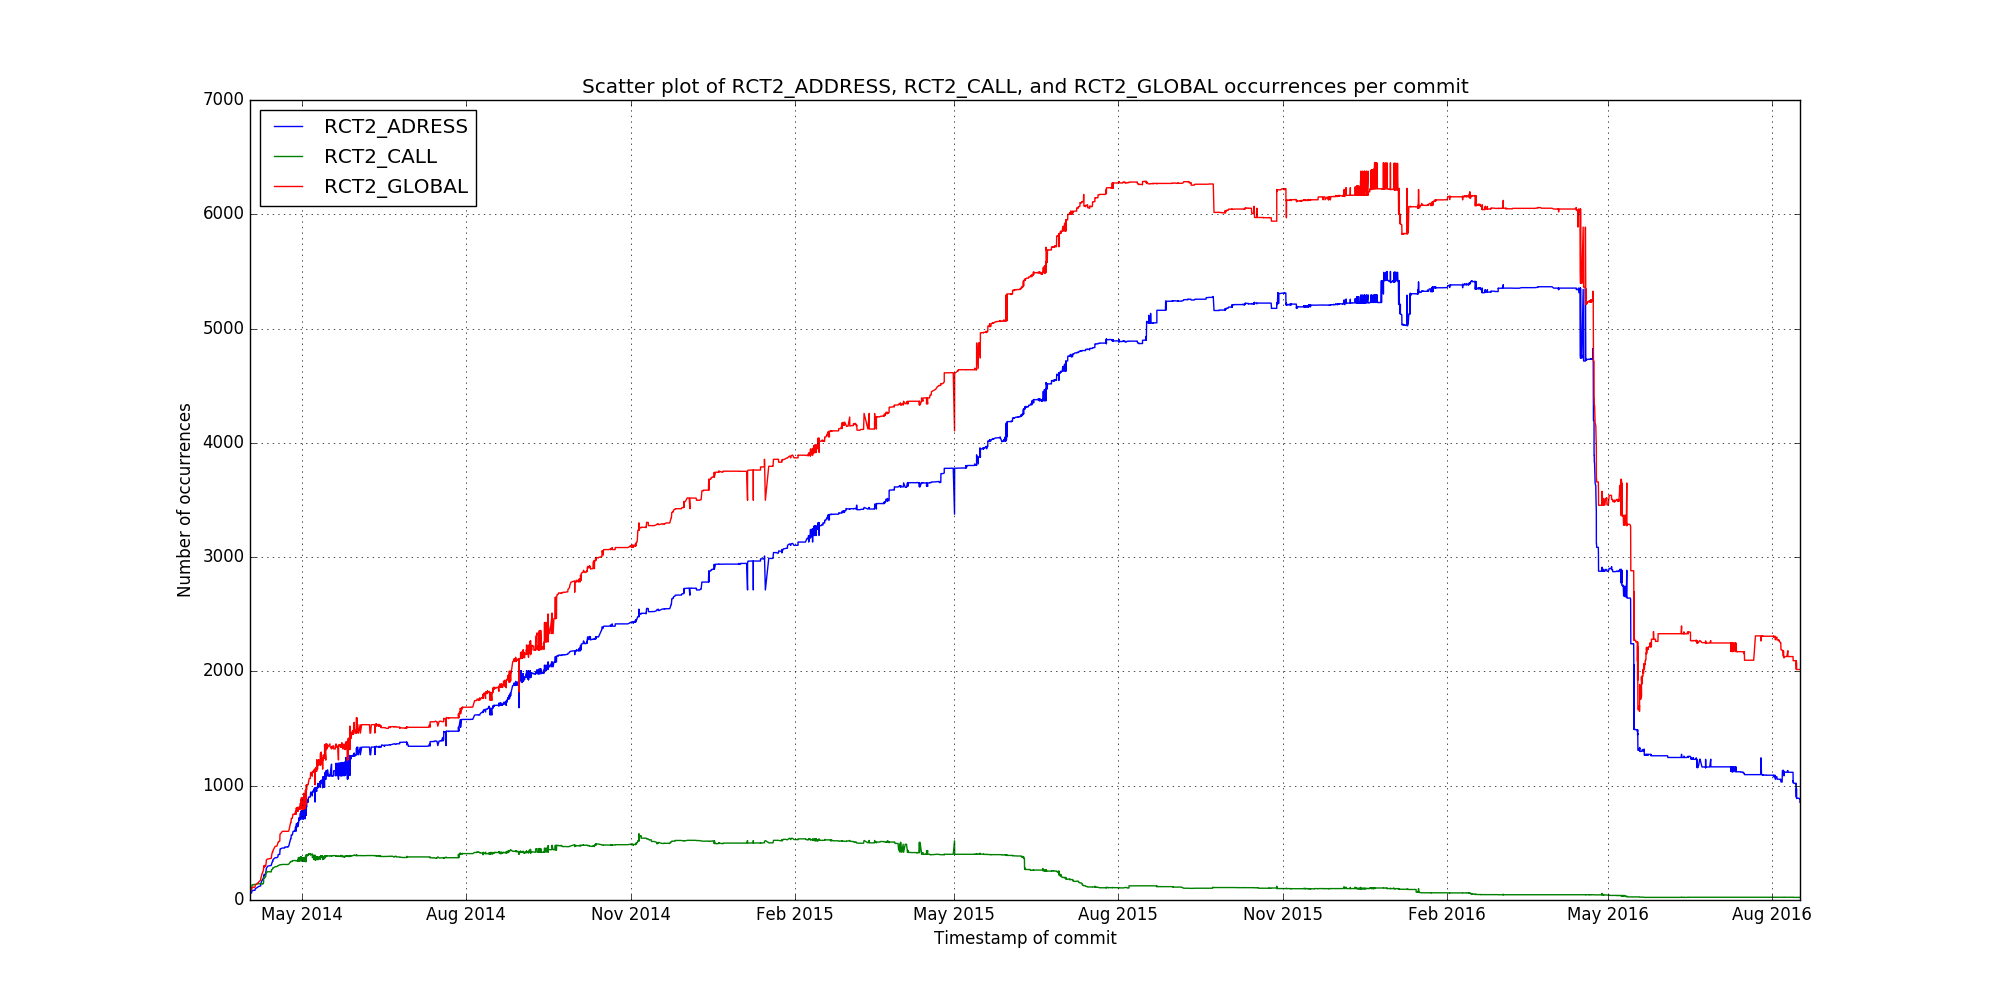 Scatter plot of RCT2_ADDRESS, RCT2_CALL, and RCT2_GLOBAL occurrences per commit
7000
RCT2_ADRESS
RCT2_CALL
RCT2_GLOBAL
6000
5000
4000
3000
2000
1000
0
Number of occurrences
May 2014 Aug 2014 Nov 2014 Feb 2015 May 2015 Aug 2015 Nov 2015 Feb 2016 May 2016 Aug 2016
Timestamp of commit